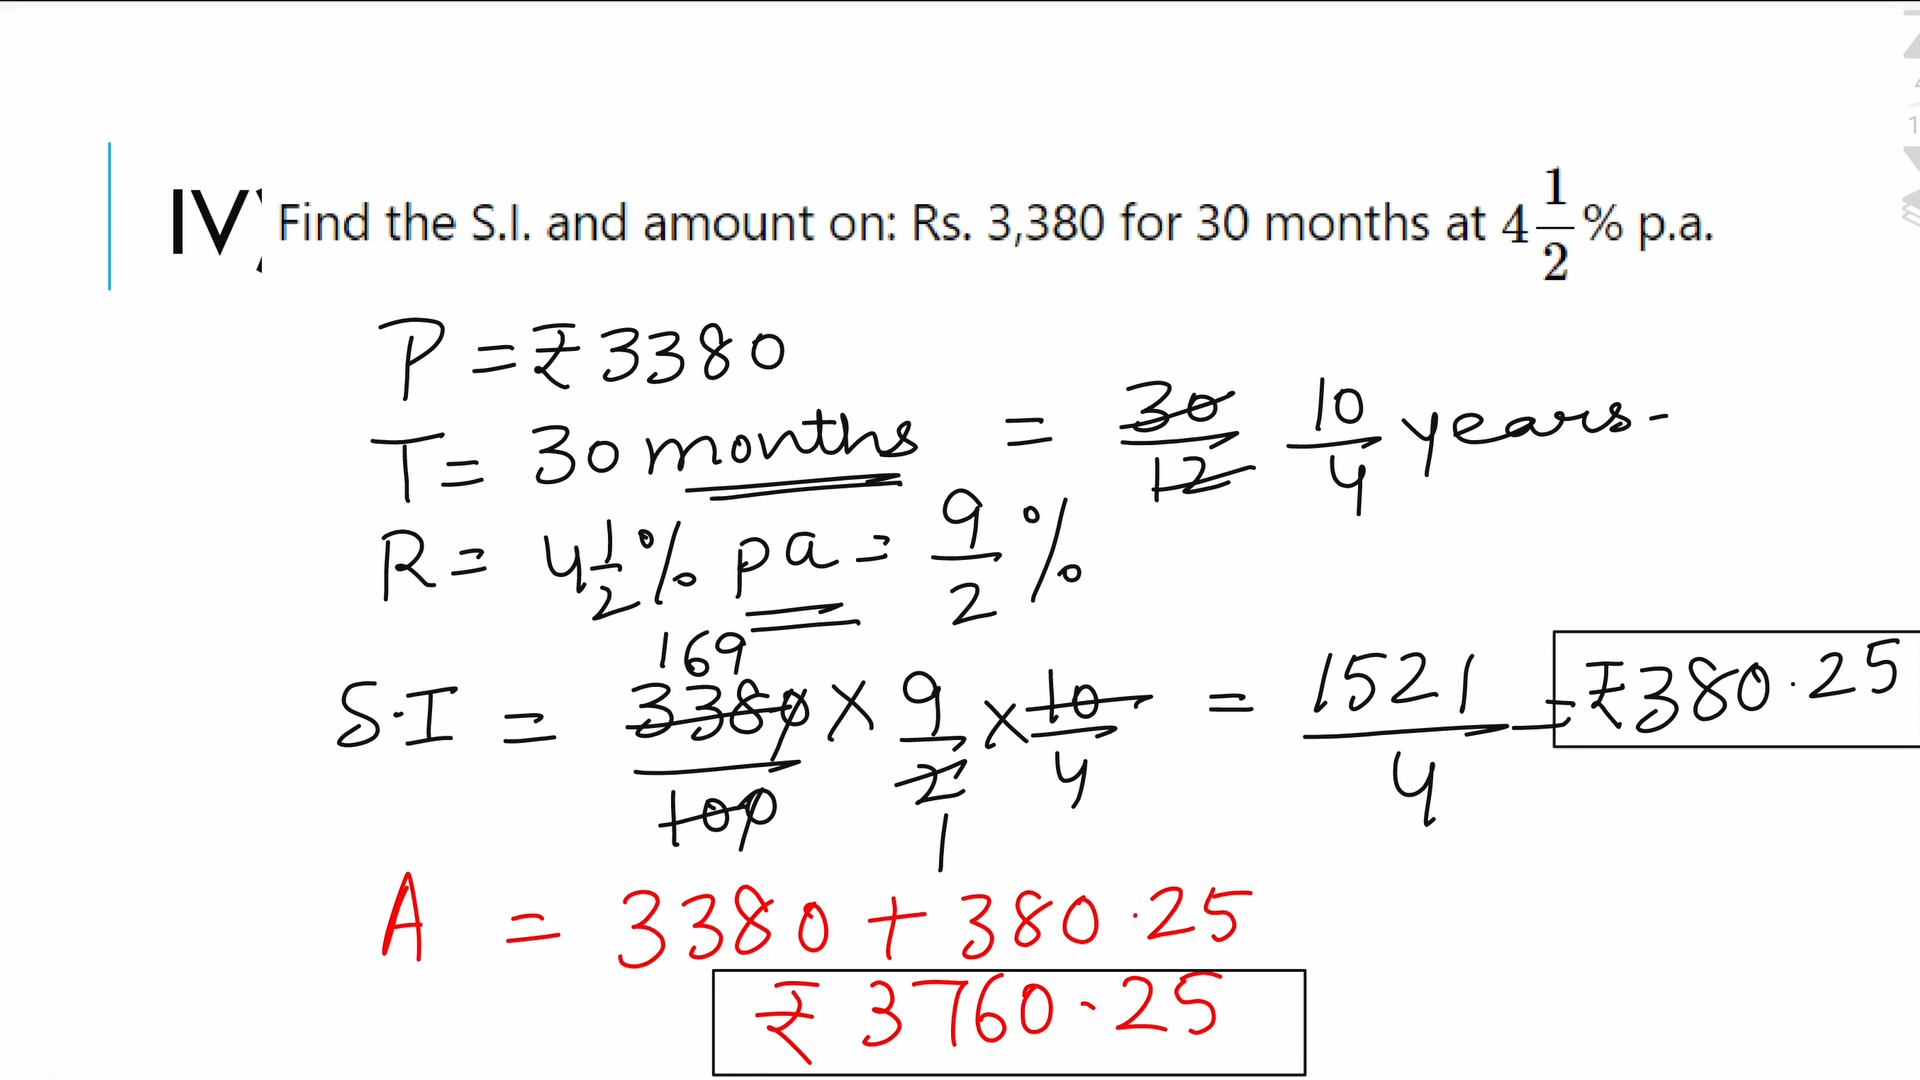 IV) Find the S.I. and amount on: Rs. 3,380 for 30 months at 4 1/2 % p.a.
P = ₹ 3380
T = 30 months = 30/12 10/4 years-
R = 4 1/2 % pa = 9/2 %
169
S.I = 3380/100 × 9/2 × 10/4 = 1521/4 = ₹380.25
1
A = 3380 + 380.25
₹ 3760.25